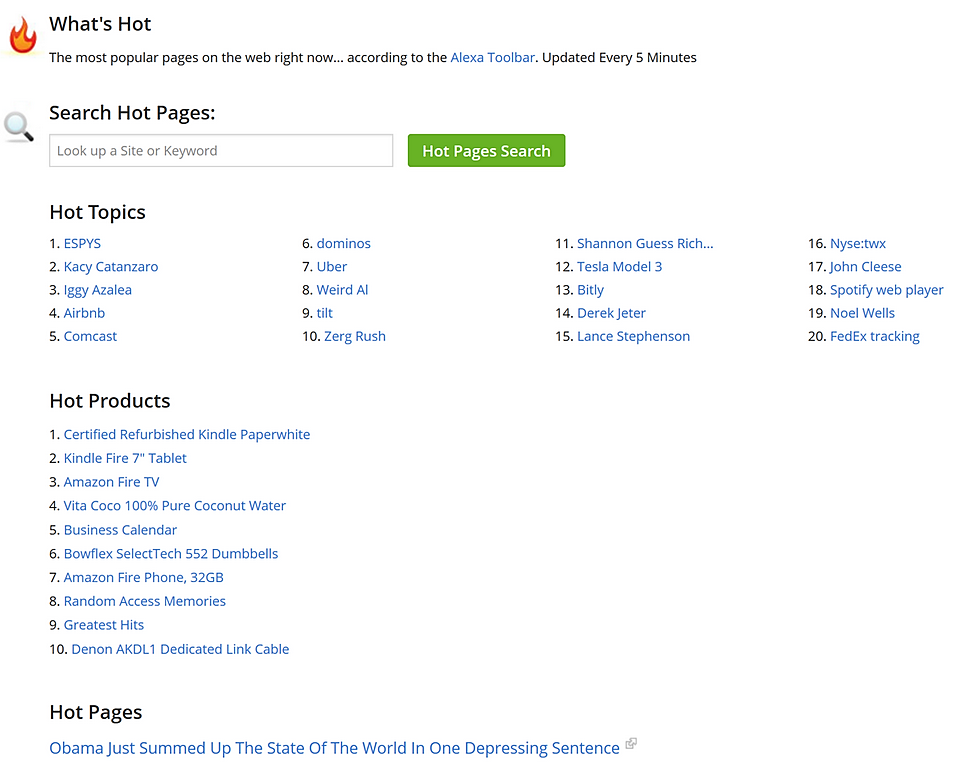 What's Hot
The most popular pages on the web right now... according to the Alexa Toolbar. Updated Every 5 Minutes
Search Hot Pages:
Look up a Site or Keyword
Hot Pages Search
Hot Topics
1. ESPYS
2. Kacy Catanzaro
3. Iggy Azalea
4. Airbnb
5. Comcast
6. dominos
7. Uber
8. Weird Al
9. tilt
10. Zerg Rush
11. Shannon Guess Rich...
12. Tesla Model 3
13. Bitly
14. Derek Jeter
15. Lance Stephenson
16. Nyse:twx
17. John Cleese
18. Spotify web player
19. Noel Wells
20. FedEx tracking
Hot Products
1. Certified Refurbished Kindle Paperwhite
2. Kindle Fire 7" Tablet
3. Amazon Fire TV
4. Vita Coco 100% Pure Coconut Water
5. Business Calendar
6. Bowflex SelectTech 552 Dumbbells
7. Amazon Fire Phone, 32GB
8. Random Access Memories
9. Greatest Hits
10. Denon AKDL1 Dedicated Link Cable
Hot Pages
Obama Just Summed Up The State Of The World In One Depressing Sentence